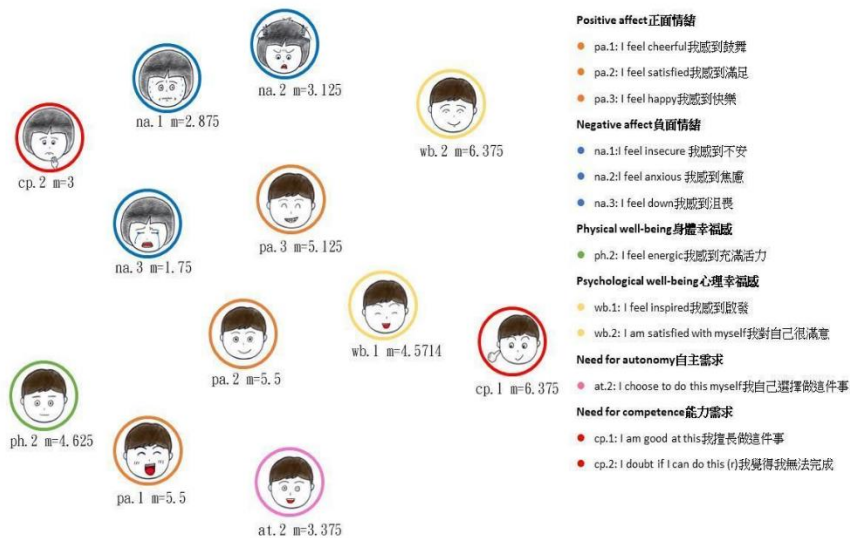 na.2 m=3.125
na.1 m=2.875
wb.2 m=6.375
cp.2 m=3
pa.3 m=5.125
na.3 m=1.75
wb.1 m=4.5714
pa.2 m=5.5
cp.1 m=6.375
ph.2 m=4.625
pa.1 m=5.5
at.2 m=3.375
Positive affect正面情緒
pa.1: I feel cheerful我感到鼓舞
pa.2: I feel satisfied我感到滿足
pa.3: I feel happy我感到快樂
Negative affect負面情緒
na.1:I feel insecure 我感到不安
na.2:I feel anxious 我感到焦慮
na.3: I feel down我感到沮喪
Physical well-being身體幸福感
ph.2: I feel energic我感到充滿活力
Psychological well-being心理幸福感
wb.1: I feel inspired我感到啟發
wb.2: I am satisfied with myself我對自己很滿意
Need for autonomy自主需求
at.2: I choose to do this myself我自己選擇做這件事
Need for competence能力需求
cp.1: I am good at this我擅長做這件事
cp.2: I doubt if I can do this (r)我覺得我無法完成